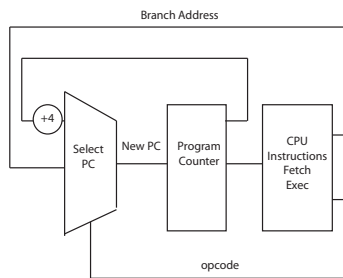 Branch Address
+4
Select
PC
New PC
Program
Counter
CPU
Instructions
Fetch
Exec
opcode